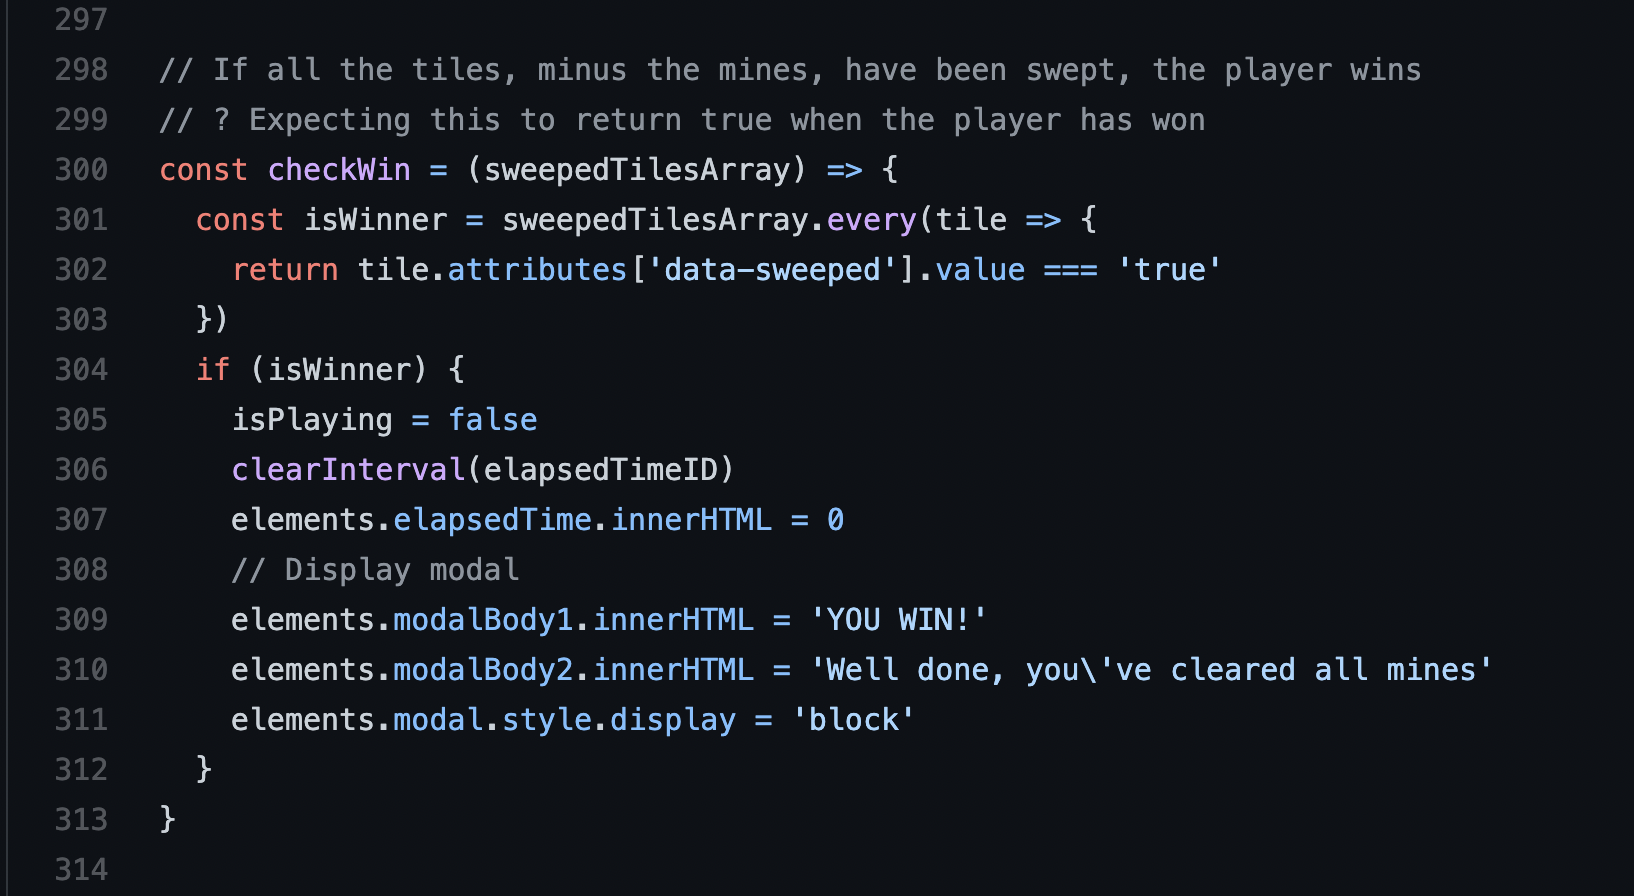 297
298 // If all the tiles, minus the mines, have been swept, the player wins
299 // ? Expecting this to return true when the player has won
300 const checkWin = (sweepedTilesArray) => {
301   const isWinner = sweepedTilesArray.every(tile => {
302     return tile.attributes['data-sweeped'].value === 'true'
303   })
304   if (isWinner) {
305     isPlaying = false
306     clearInterval(elapsedTimeID)
307     elements.elapsedTime.innerHTML = 0
308     // Display modal
309     elements.modalBody1.innerHTML = 'YOU WIN!'
310     elements.modalBody2.innerHTML = 'Well done, you\'ve cleared all mines'
311     elements.modal.style.display = 'block'
312   }
313 }
314